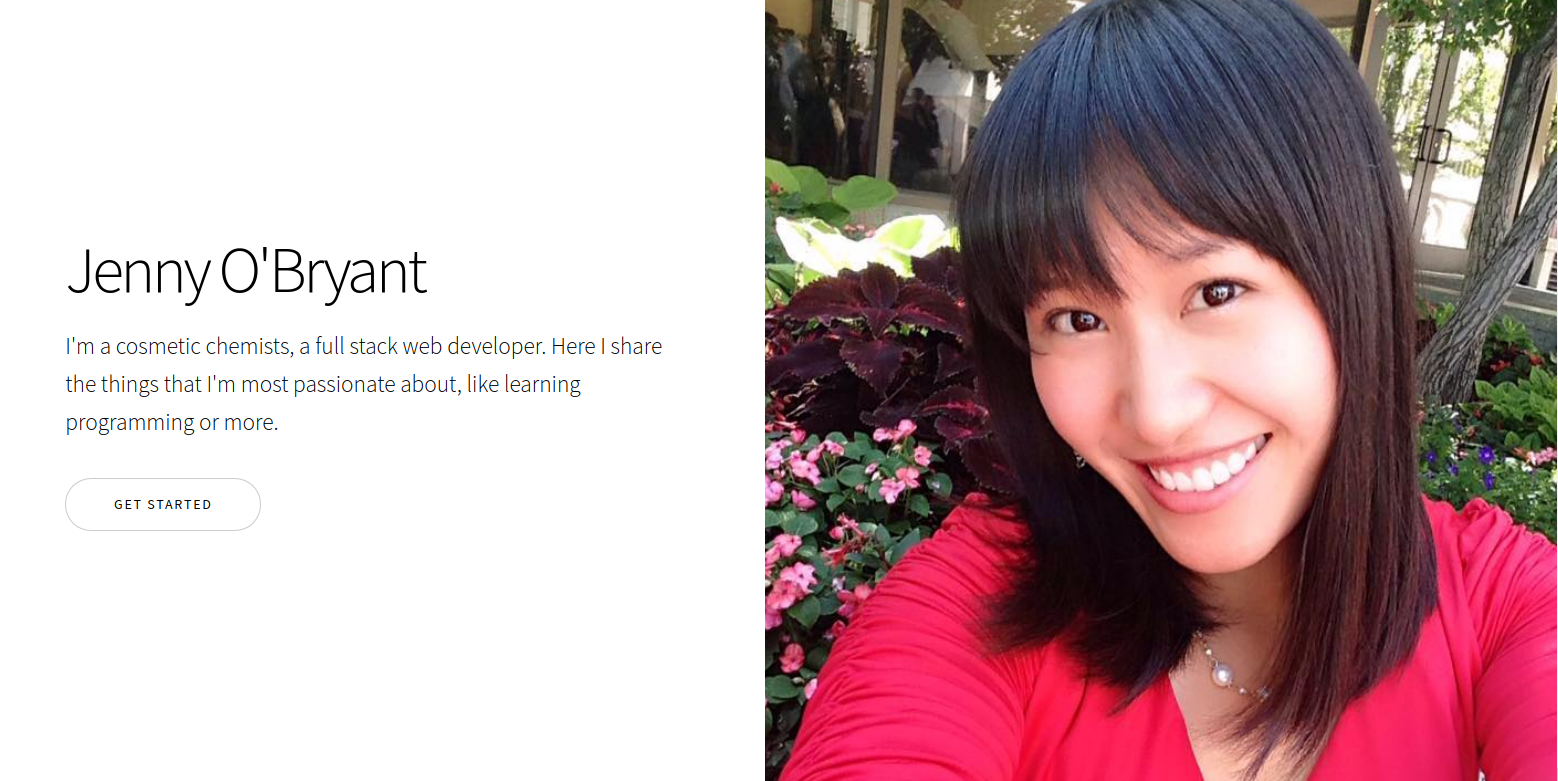 Jenny O'Bryant
I'm a cosmetic chemists, a full stack web developer. Here I share
the things that I'm most passionate about, like learning
programming or more.
GET STARTED